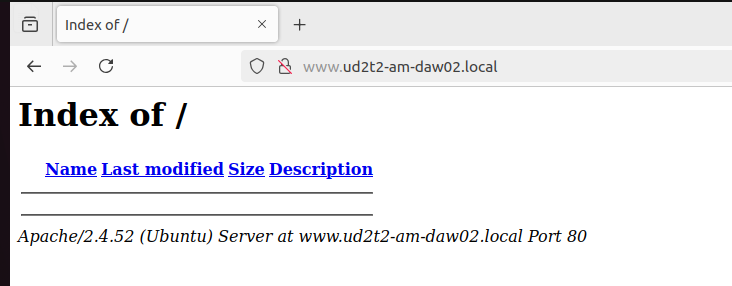 Index of /
www.ud2t2-am-daw02.local
Index of /
Name Last modified Size Description
Apache/2.4.52 (Ubuntu) Server at www.ud2t2-am-daw02.local Port 80